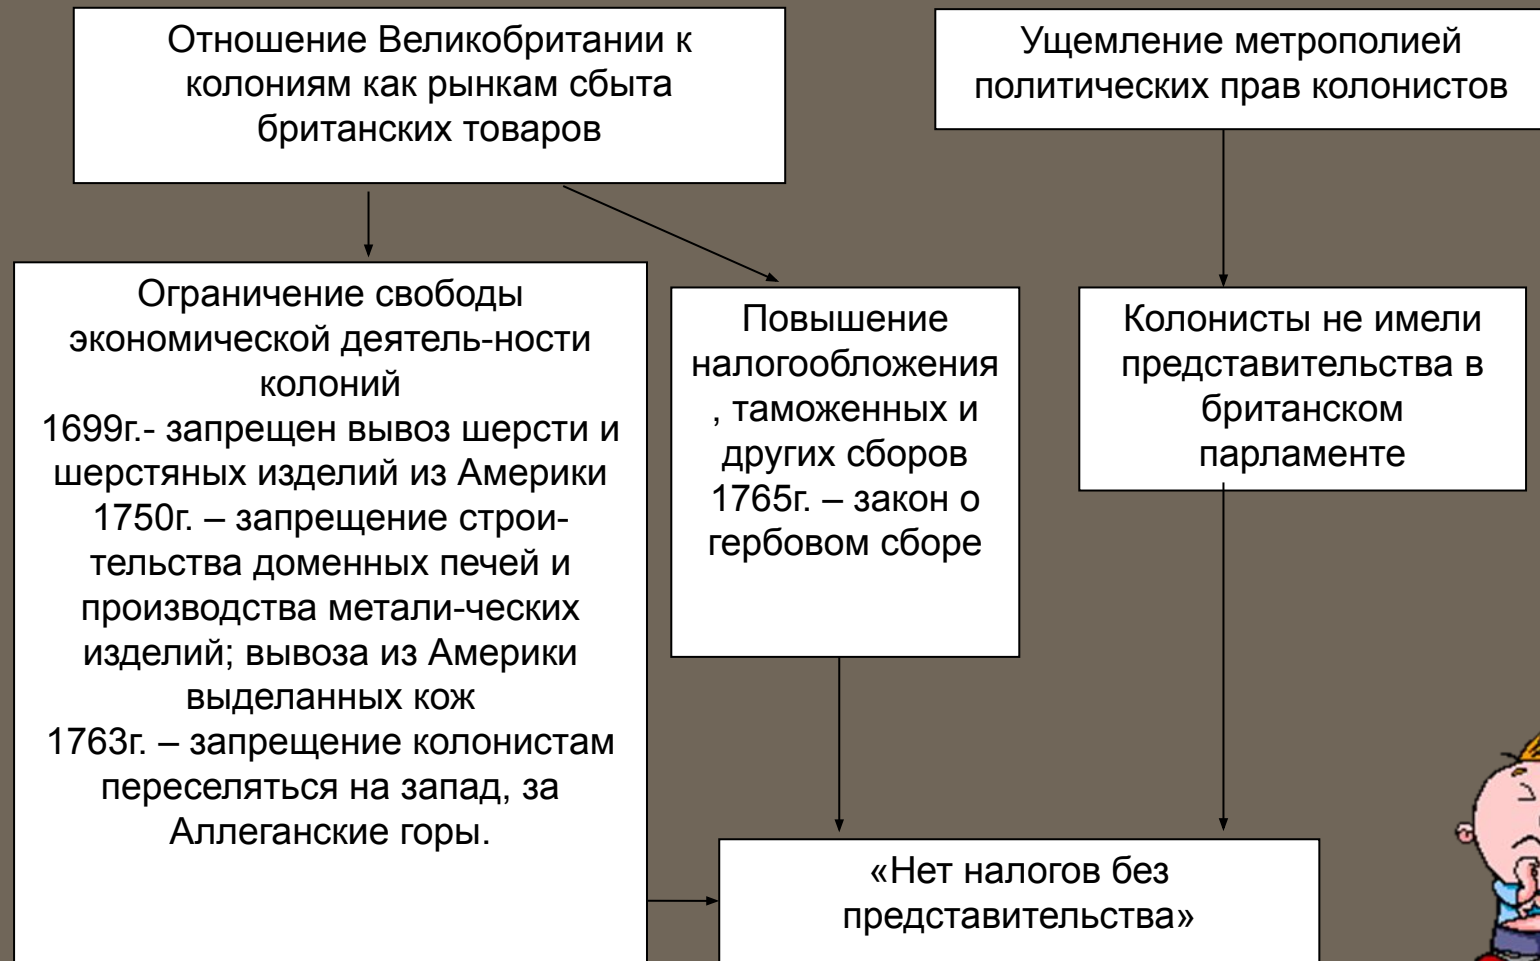 Отношение Великобритании к
колониям как рынкам сбыта
британских товаров
Ущемление метрополией
политических прав колонистов
Ограничение свободы
экономической деятель-ности
колоний
1699г.- запрещен вывоз шерсти и
шерстяных изделий из Америки
1750г. – запрещение строи-
тельства доменных печей и
производства метали-ческих
изделий; вывоза из Америки
выделанных кож
1763г. – запрещение колонистам
переселяться на запад, за
Аллеганские горы.
Повышение
налогообложения
, таможенных и
других сборов
1765г. – закон о
гербовом сборе
Колонисты не имели
представительства в
британском
парламенте
«Нет налогов без
представительства»